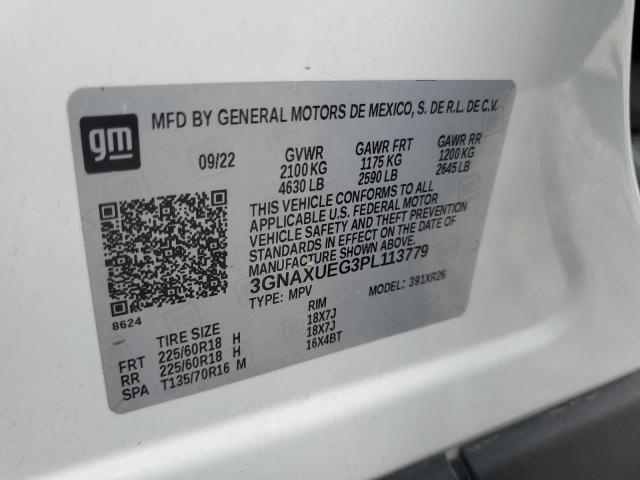 gm
MFD BY GENERAL MOTORS DE MEXICO, S. DE R.L. DE C.V.
09/22 GVWR GAWR FRT GAWR RR
2100 KG 1175 KG 1200 KG
4630 LB 2590 LB 2645 LB
THIS VEHICLE CONFORMS TO ALL
APPLICABLE U.S. FEDERAL MOTOR
VEHICLE SAFETY AND THEFT PREVENTION
STANDARDS IN EFFECT ON THE DATE OF
MANUFACTURE SHOWN ABOVE.
3GNAXUEG3PL113779
TYPE: MPV MODEL: 391XR26
8624
TIRE SIZE RIM
FRT 225/60R18 H 18X7J
RR 225/60R18 H 18X7J
SPA T135/70R16 M 16X4BT